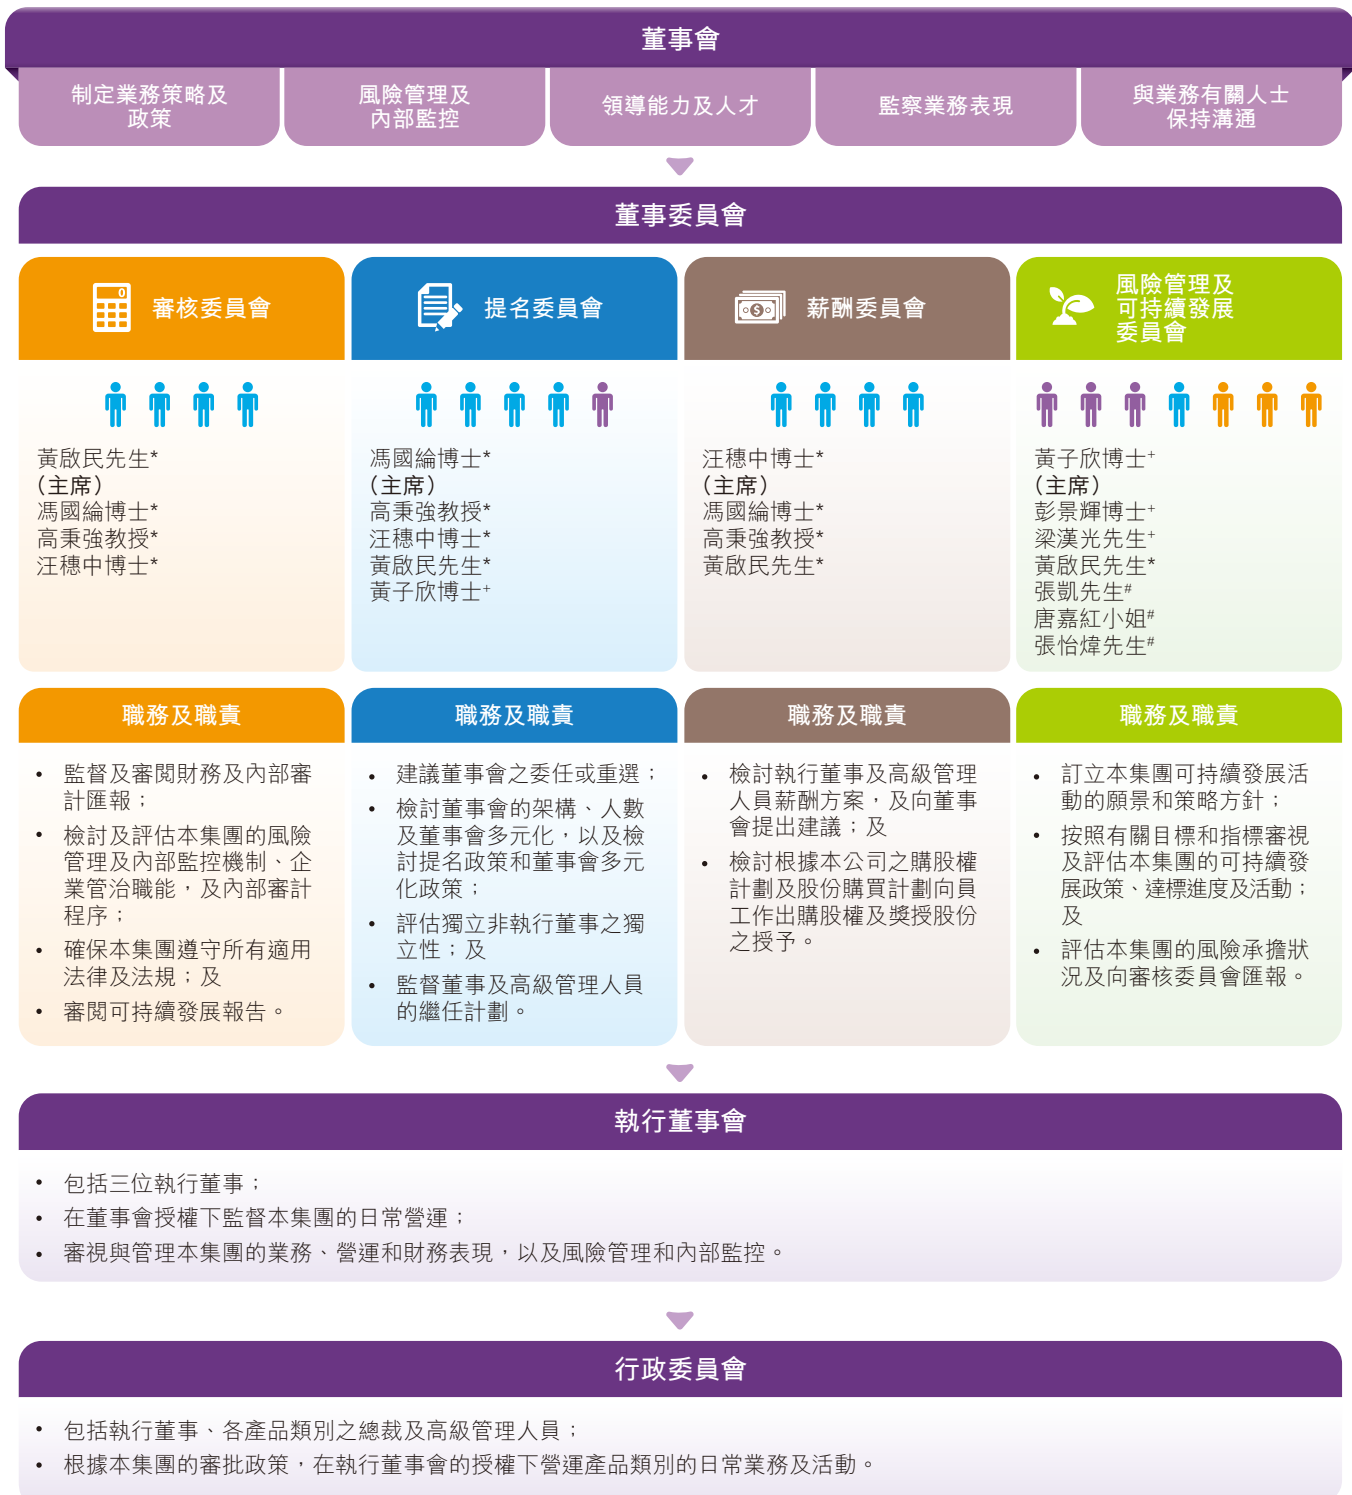 董事會
制定業務策略及
政策
風險管理及
內部監控
領導能力及人才
監察業務表現
與業務有關人士
保持溝通
董事委員會
0
審核委員會
黃啟民先生*
（主席）
馮國綸博士*
高秉強教授*
汪穗中博士*
提名委員會
馮國綸博士*
（主席）
高秉強教授*
汪穗中博士*
黃啟民先生*
黃子欣博士+
$
薪酬委員會
汪穗中博士*
（主席）
馮國綸博士*
高秉強教授*
黃啟民先生*
風險管理及
可持續發展
委員會
黃子欣博士+
（主席）
彭景輝博士+
梁漢光先生+
黃啟民先生*
張凱先生#
唐嘉紅小姐#
張怡煒先生#
職務及職責
• 監督及審閱財務及內部審
計匯報；
• 檢討及評估本集團的風險
管理及內部監控機制、企
業管治職能，及內部審計
程序；
• 確保本集團遵守所有適用
法律及法規；及
• 審閱可持續發展報告。
職務及職責
• 建議董事會之委任或重選；
• 檢討董事會的架構、人數
及董事會多元化，以及檢
討提名政策和董事會多元
化政策；
• 評估獨立非執行董事之獨
立性；及
• 監督董事及高級管理人員
的繼任計劃。
職務及職責
• 檢討執行董事及高級管理
人員薪酬方案，及向董事
會提出建議；及
• 檢討根據本公司之購股權
計劃及股份購買計劃向員
工作出購股權及獎授股份
之授予。
職務及職責
• 訂立本集團可持續發展活
動的願景和策略方針；
• 按照有關目標和指標審視
及評估本集團的可持續發
展政策、達標進度及活動；
及
• 評估本集團的風險承擔狀
況及向審核委員會匯報。
執行董事會
• 包括三位執行董事；
• 在董事會授權下監督本集團的日常營運；
• 審視與管理本集團的業務、營運和財務表現，以及風險管理和內部監控。
行政委員會
• 包括執行董事、各產品類別之總裁及高級管理人員；
• 根據本集團的審批政策，在執行董事會的授權下營運產品類別的日常業務及活動。